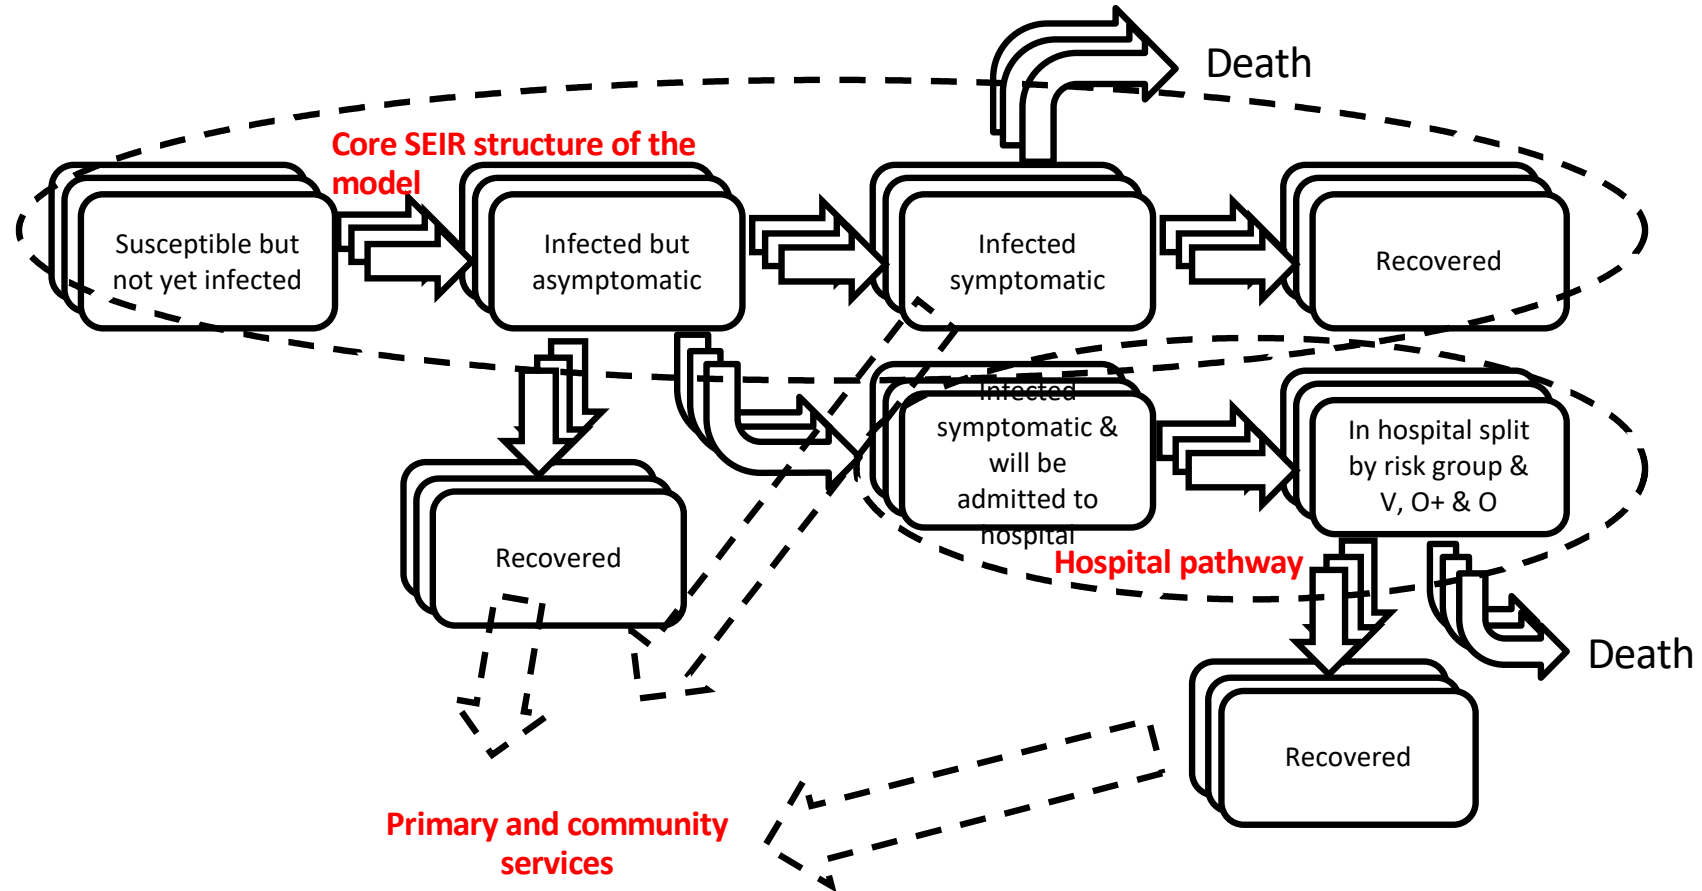 Death
Core SEIR structure of the
model
Susceptible but
not yet infected
Infected but
asymptomatic
Infected
symptomatic
Recovered
Infected
symptomatic &
will be
admitted to
hospital
In hospital split
by risk group &
V, O+ & O
Hospital pathway
Recovered
Death
Recovered
Primary and community
services